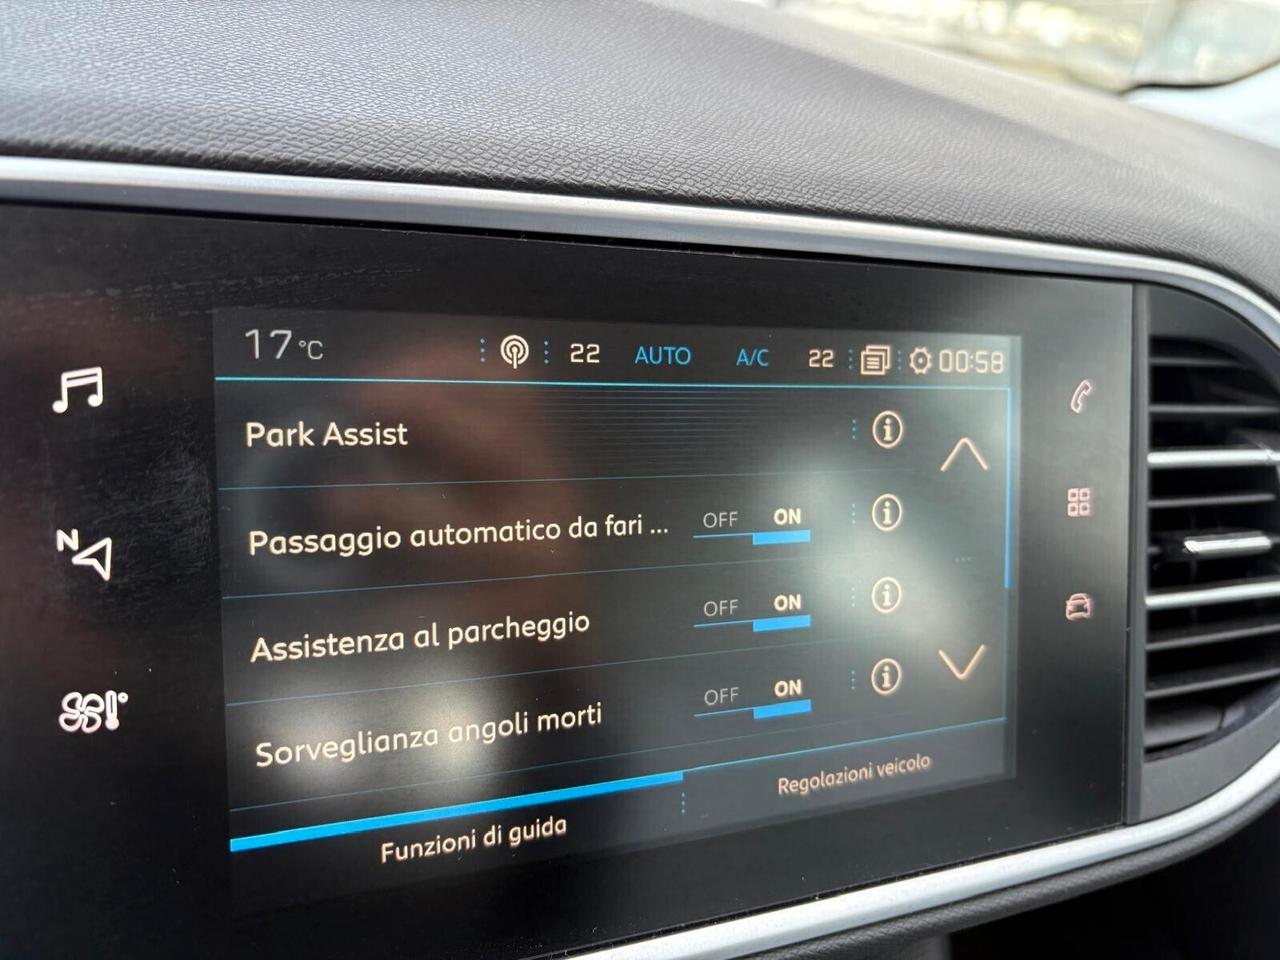 17 °C 22 AUTO A/C 22 00:58
Park Assist
Passaggio automatico da fari ... OFF ON
Assistenza al parcheggio OFF ON
Sorveglianza angoli morti OFF ON
Funzioni di guida Regolazioni veicolo
N